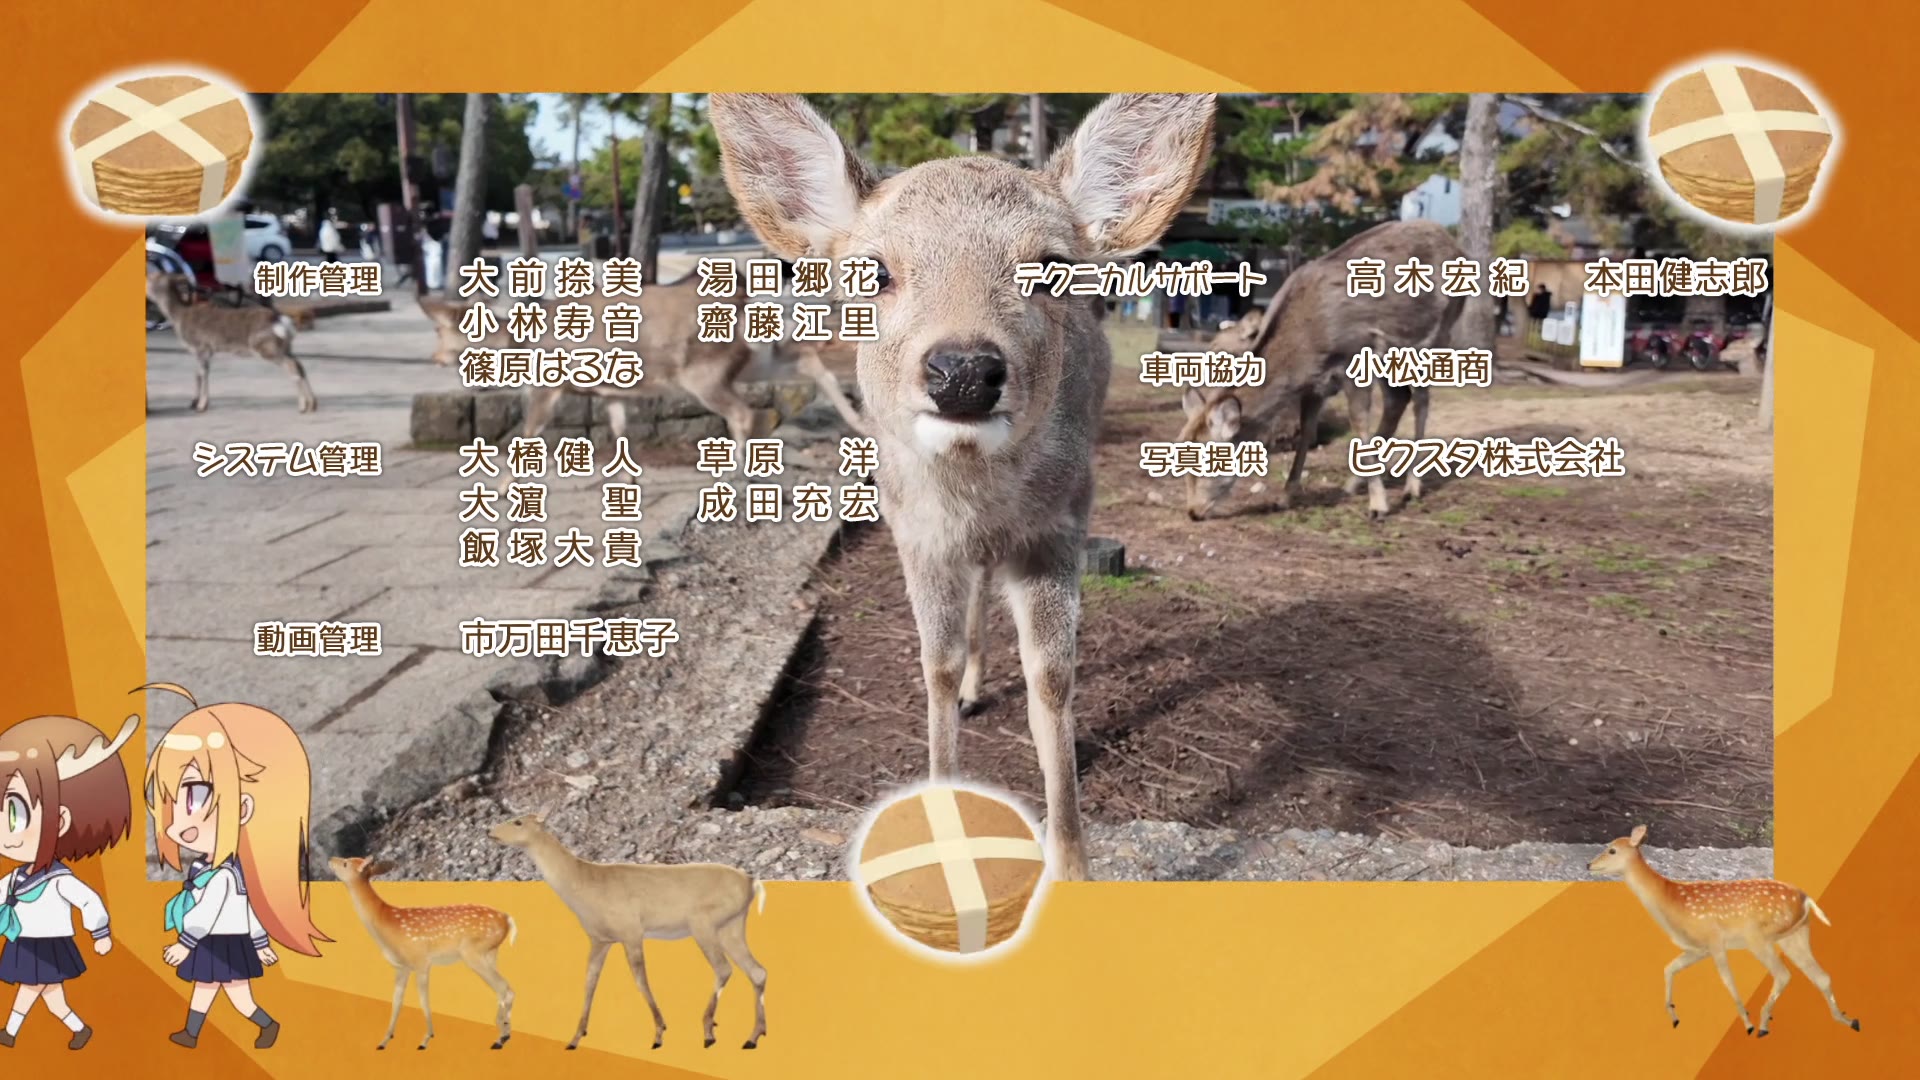 制作管理 大前捺美 湯田郷花
小林寿音 齋藤江里
篠原はるな
システム管理 大橋健人 草原 洋
大濵 聖 成田充宏
飯塚大貴
動画管理 市万田千恵子
テクニカルサポート 高木宏紀 本田健志郎
車両協力 小松通商
写真提供 ピクスタ株式会社